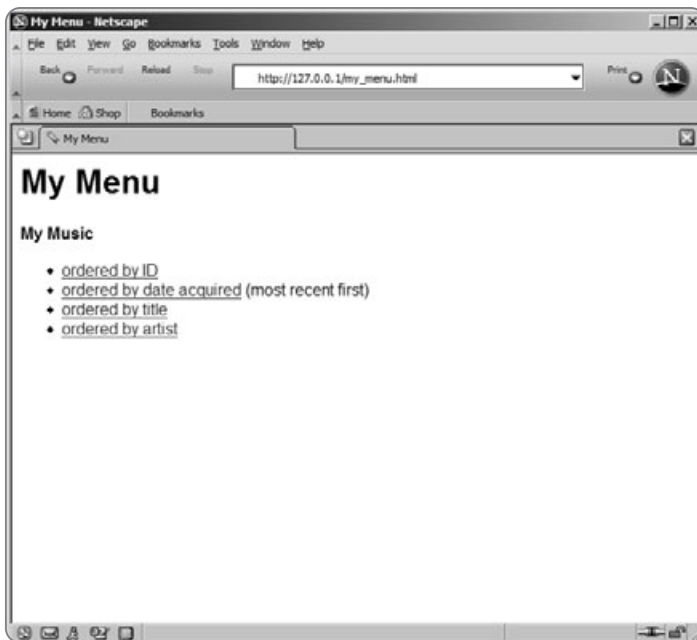 My Menu - Netscape
File Edit View Go Bookmarks Tools Window Help
Back Forward Reload Stop http://127.0.0.1/my_menu.html Print N
Home Shop Bookmarks
My Menu
My Menu
My Music
• ordered by ID
• ordered by date acquired (most recent first)
• ordered by title
• ordered by artist